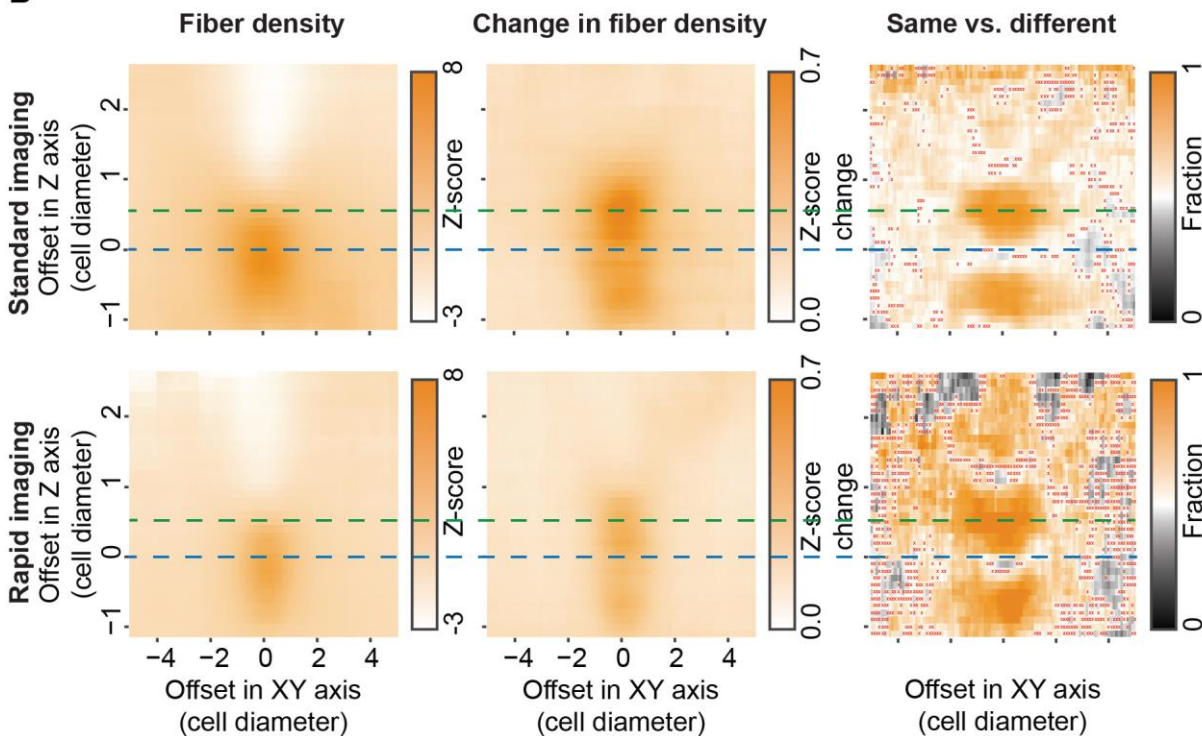 Fiber density
Change in fiber density
Same vs. different
Standard imaging
Offset in Z axis
(cell diameter)
2
1
0
−1
8
Z-score
-3
0.7
Z-score
change
0.0
1
Fraction
0
Rapid imaging
Offset in Z axis
(cell diameter)
2
1
0
−1
8
Z-score
-3
0.7
Z-score
change
0.0
1
Fraction
0
−4 −2 0 2 4
−4 −2 0 2 4
Offset in XY axis
(cell diameter)
Offset in XY axis
(cell diameter)
Offset in XY axis
(cell diameter)